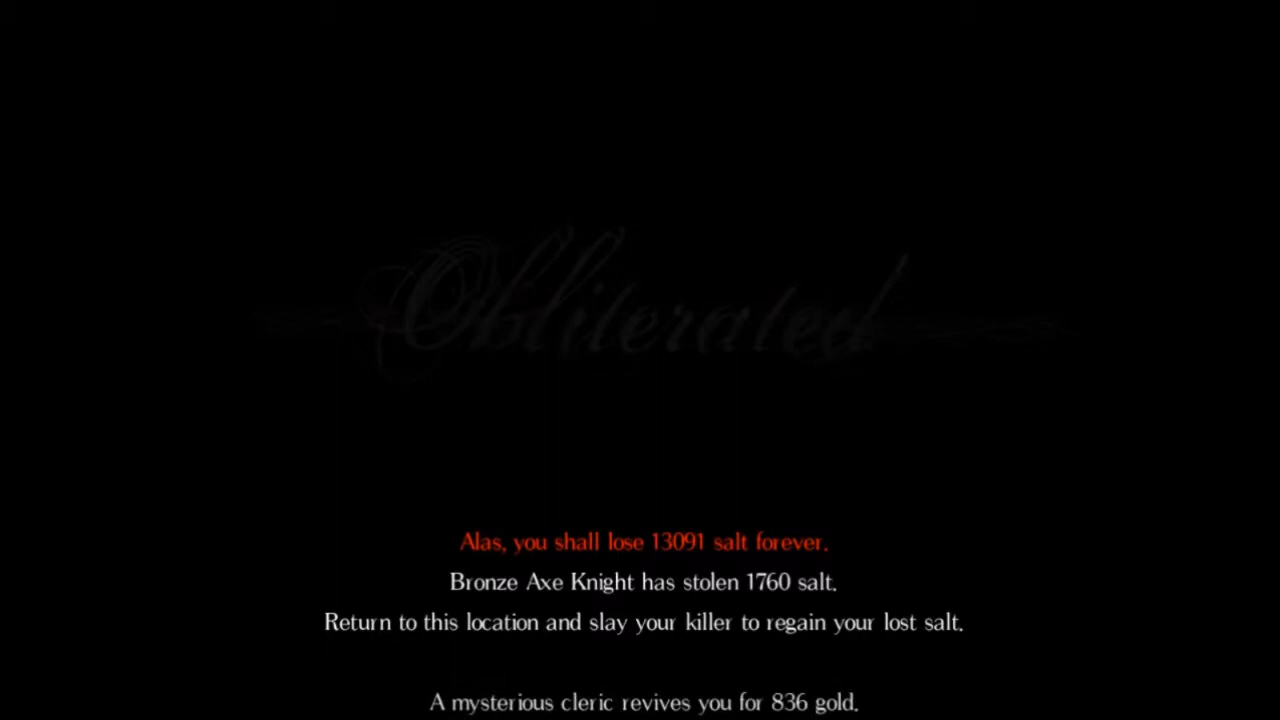 Obliterated
Alas, you shall lose 13091 salt forever.
Bronze Axe Knight has stolen 1760 salt.
Return to this location and slay your killer to regain your lost salt.
A mysterious cleric revives you for 836 gold.